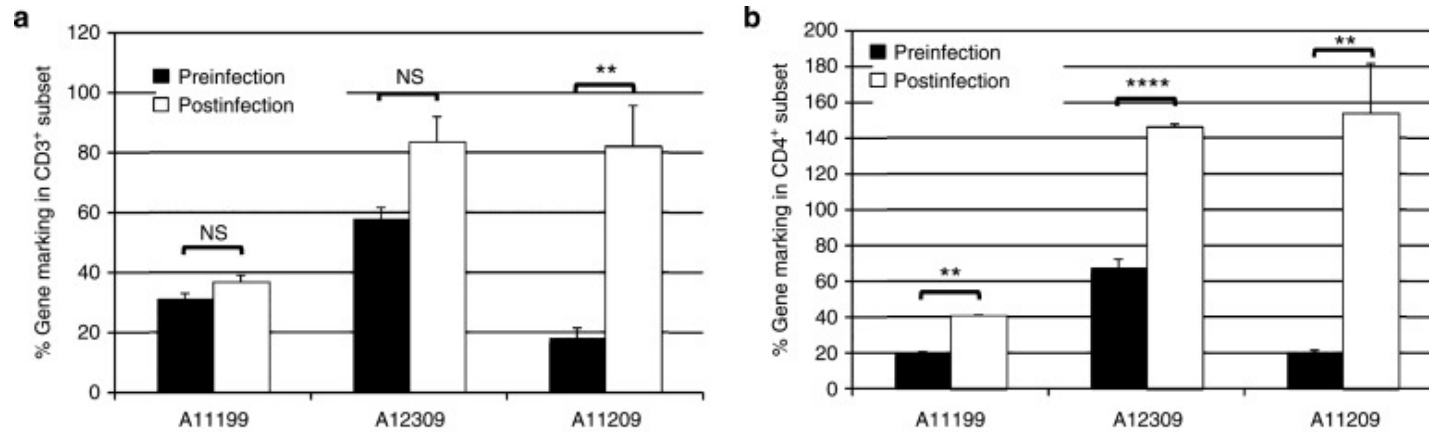 a
120
100
80
60
40
20
0
% Gene marking in CD3+ subset
Preinfection
Postinfection
NS
NS
**
A11199
A12309
A11209
b
200
180
160
140
120
100
80
60
40
20
0
% Gene marking in CD4+ subset
Preinfection
Postinfection
**
****
**
A11199
A12309
A11209